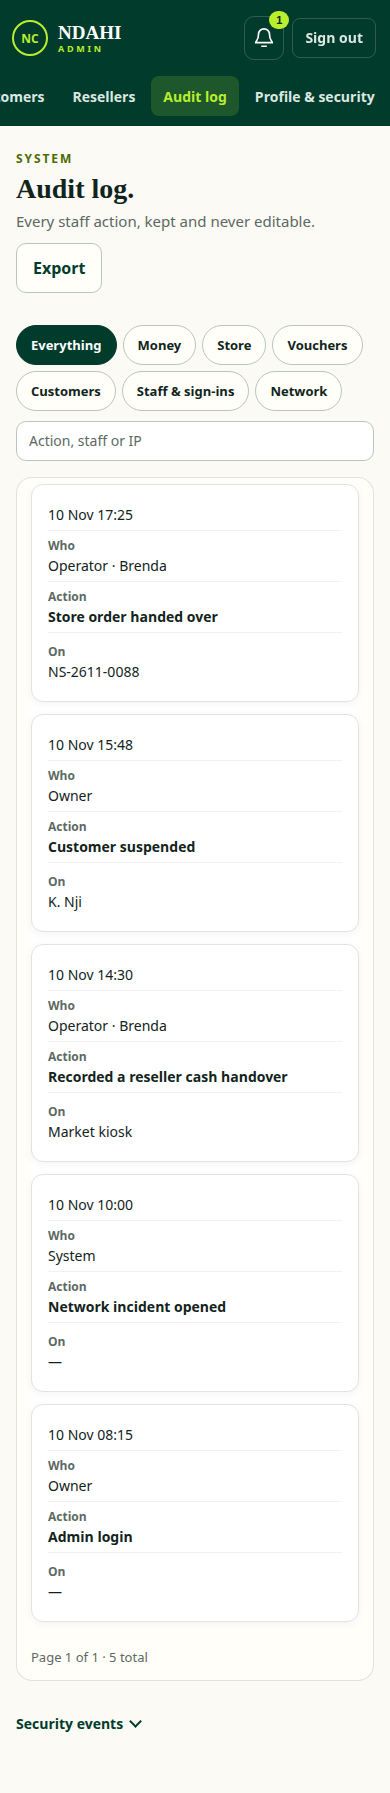 NC
NDAHI
ADMIN
1
Sign out
omers
Resellers
Audit log
Profile & security
SYSTEM
Audit log.
Every staff action, kept and never editable.
Export
Everything
Money
Store
Vouchers
Customers
Staff & sign-ins
Network
Action, staff or IP
10 Nov 17:25
Who
Operator · Brenda
Action
Store order handed over
On
NS-2611-0088
10 Nov 15:48
Who
Owner
Action
Customer suspended
On
K. Nji
10 Nov 14:30
Who
Operator · Brenda
Action
Recorded a reseller cash handover
On
Market kiosk
10 Nov 10:00
Who
System
Action
Network incident opened
On
—
10 Nov 08:15
Who
Owner
Action
Admin login
On
—
Page 1 of 1 · 5 total
Security events